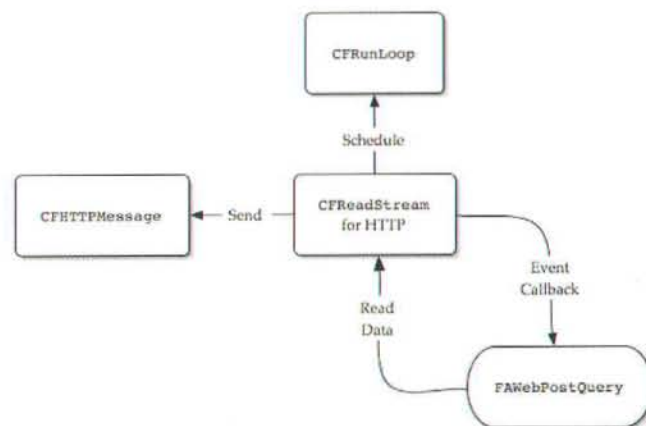 CFRunLoop
Schedule
CFHTTPMessage
Send
CFReadStream
for HTTP
Event
Callback
Read
Data
FAWebPostQuery